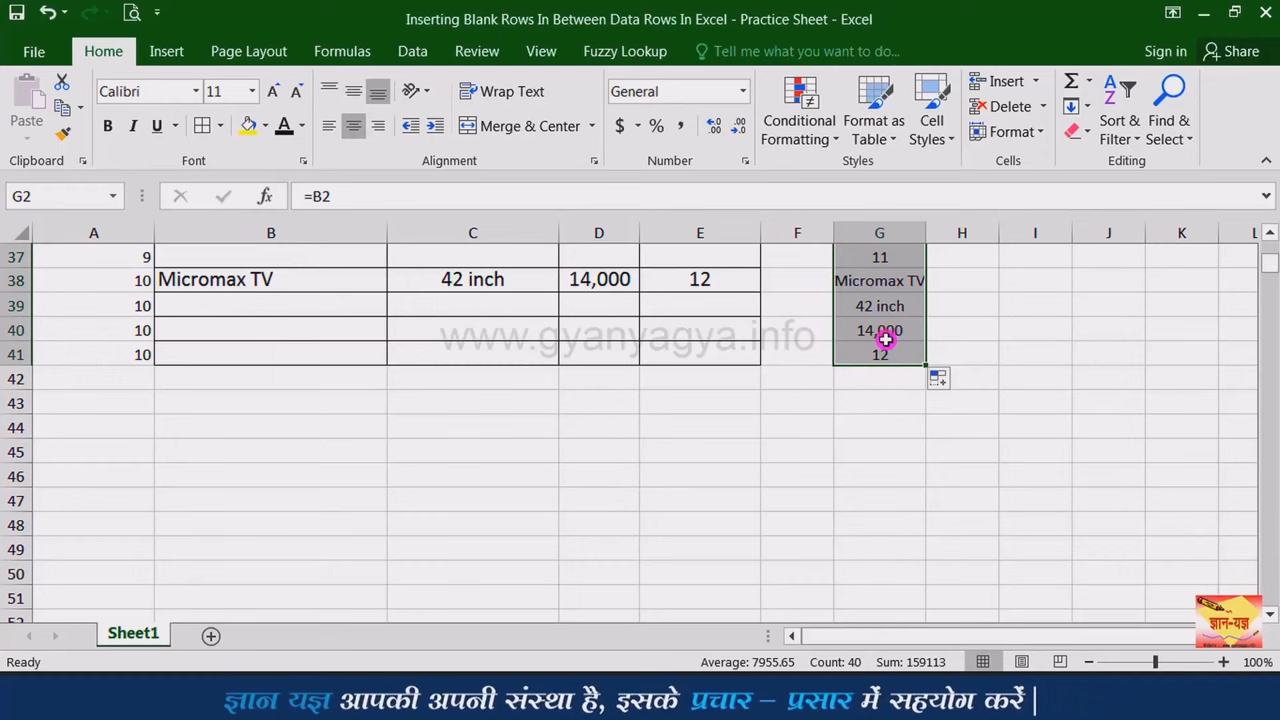 Inserting Blank Rows In Between Data Rows In Excel - Practice Sheet - Excel
File Home Insert Page Layout Formulas Data Review View Fuzzy Lookup Tell me what you want to do... Sign in Share
Paste
Calibri 11
Wrap Text
General
Conditional Formatting
Format as Table
Cell Styles
Insert
Delete
Format
Sort & Filter
Find & Select
B I U A
Merge & Center
$ % ,
Clipboard Font Alignment Number Styles Cells Editing
G2 fx =B2
A B C D E F G H I J K L
37 9 11
38 10 Micromax TV 42 inch 14,000 12 Micromax TV
39 10 42 inch
40 10 14,000
www.gyanyagya.info
41 10 12
42
43
44
45
46
47
48
49
50
51
52
ज्ञान-यज्ञ
Sheet1
Ready Average: 7955.65 Count: 40 Sum: 159113 100%
ज्ञान यज्ञ आपकी अपनी संस्था है, इसके प्रचार – प्रसार में सहयोग करें |